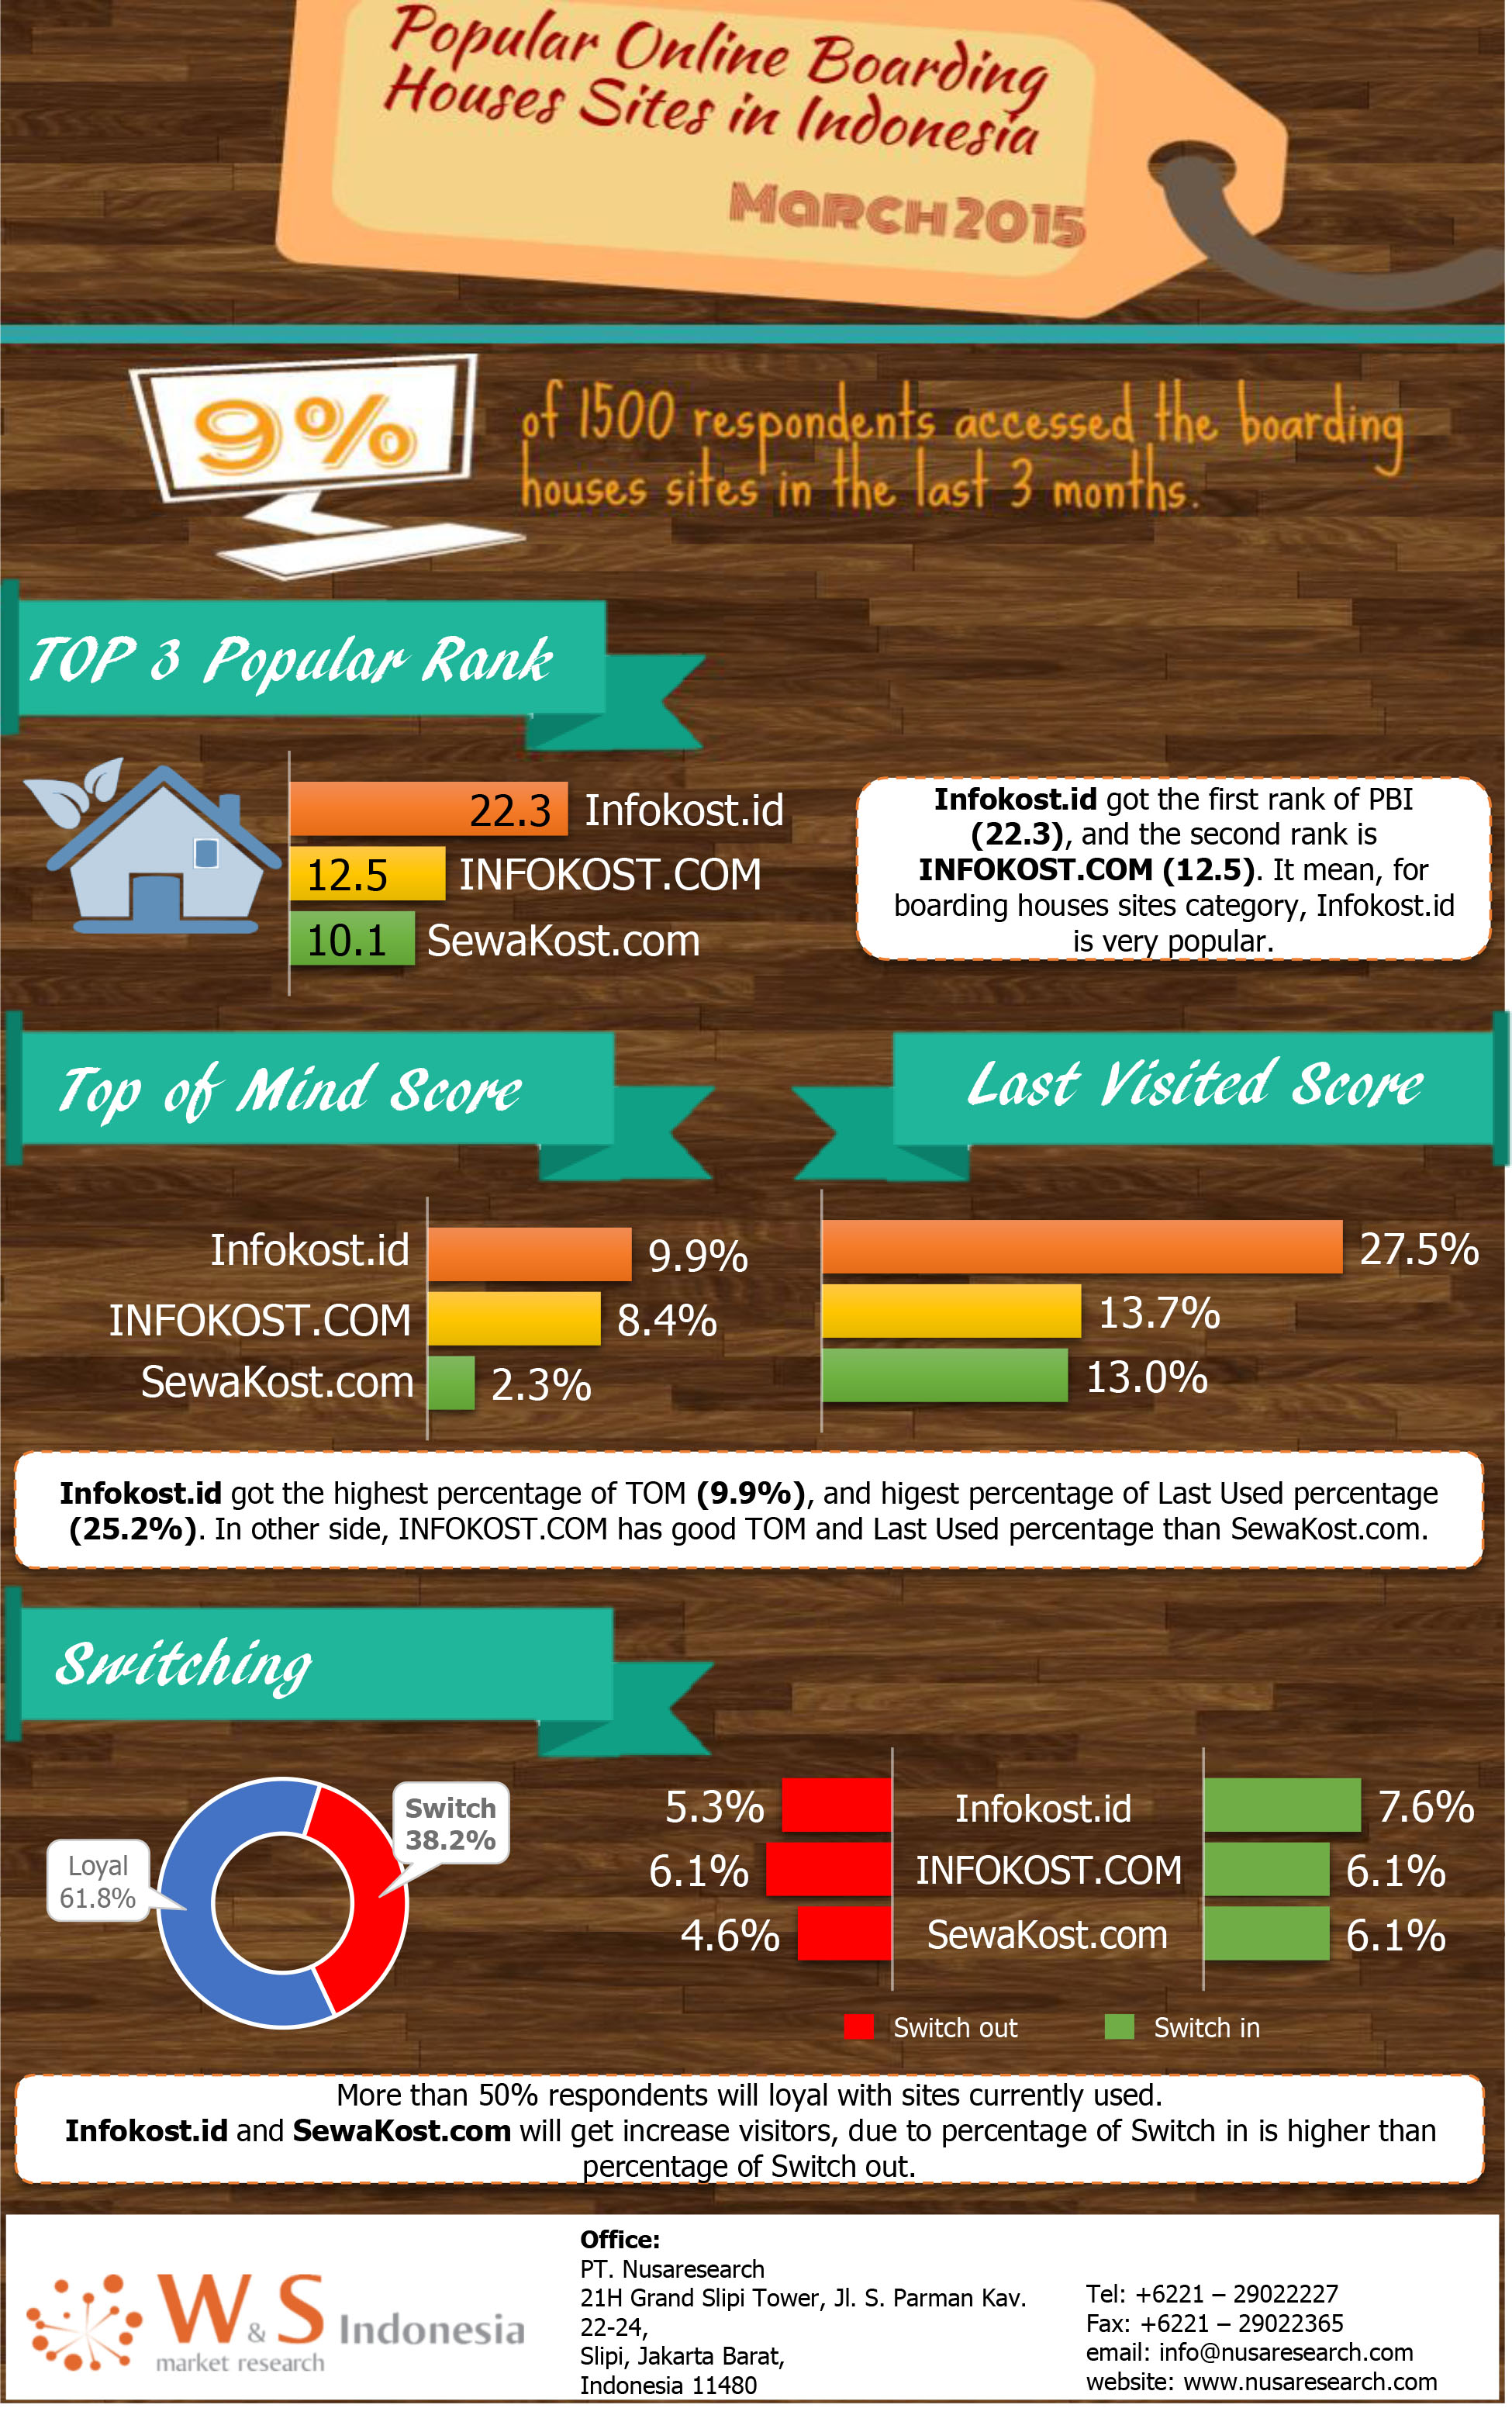 Popular Online Boarding
Houses Sites in Indonesia
MARCH 2015
9%
of 1500 respondents accessed the boarding
houses sites in the last 3 months.
TOP 3 Popular Rank
22.3 Infokost.id
12.5 INFOKOST.COM
10.1 SewaKost.com
Infokost.id got the first rank of PBI
(22.3), and the second rank is
INFOKOST.COM (12.5). It mean, for
boarding houses sites category, Infokost.id
is very popular.
Top of Mind Score
Last Visited Score
Infokost.id 9.9% 27.5%
INFOKOST.COM 8.4% 13.7%
SewaKost.com 2.3% 13.0%
Infokost.id got the highest percentage of TOM (9.9%), and higest percentage of Last Used percentage
(25.2%). In other side, INFOKOST.COM has good TOM and Last Used percentage than SewaKost.com.
Switching
Switch
38.2%
Loyal
61.8%
5.3% Infokost.id 7.6%
6.1% INFOKOST.COM 6.1%
4.6% SewaKost.com 6.1%
Switch out Switch in
More than 50% respondents will loyal with sites currently used.
Infokost.id and SewaKost.com will get increase visitors, due to percentage of Switch in is higher than
percentage of Switch out.
W&S Indonesia
market research
Office:
PT. Nusaresearch
21H Grand Slipi Tower, Jl. S. Parman Kav.
22-24,
Slipi, Jakarta Barat,
Indonesia 11480
Tel: +6221 – 29022227
Fax: +6221 – 29022365
email: info@nusaresearch.com
website: www.nusaresearch.com